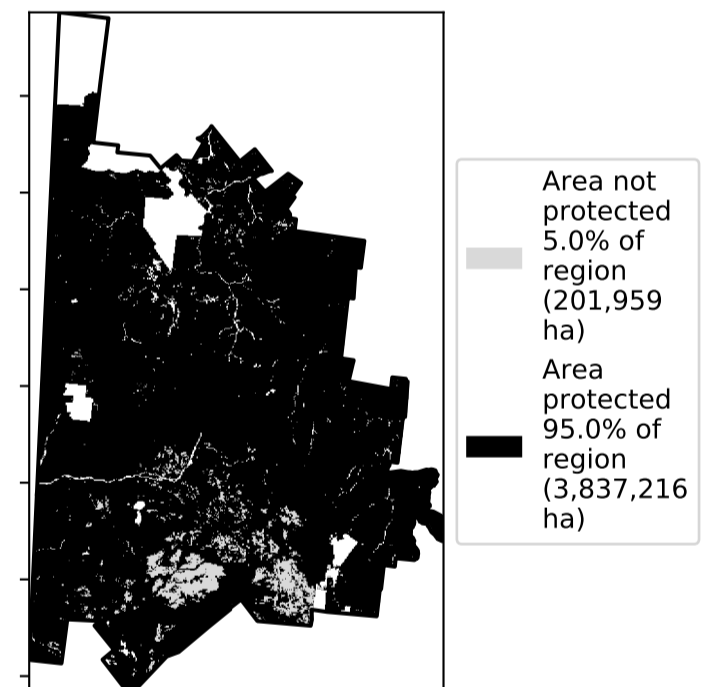 Area not
protected
5.0% of
region
(201,959
ha)
Area
protected
95.0% of
region
(3,837,216
ha)